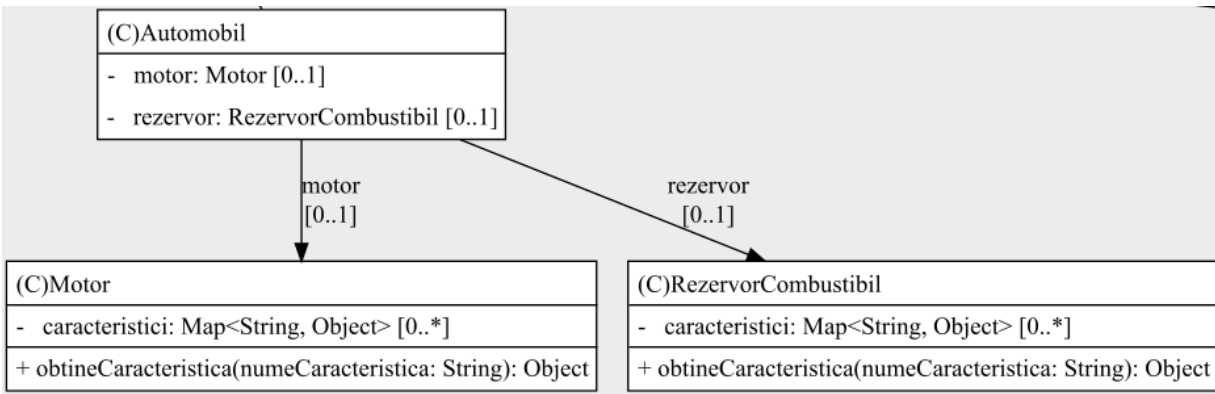 (C)Automobil
- motor: Motor [0..1]
- rezervor: RezervorCombustibil [0..1]
motor
[0..1]
rezervor
[0..1]
(C)Motor
- caracteristici: Map<String, Object> [0..*]
+ obtineCaracteristica(numeCaracteristica: String): Object
(C)RezervorCombustibil
- caracteristici: Map<String, Object> [0..*]
+ obtineCaracteristica(numeCaracteristica: String): Object